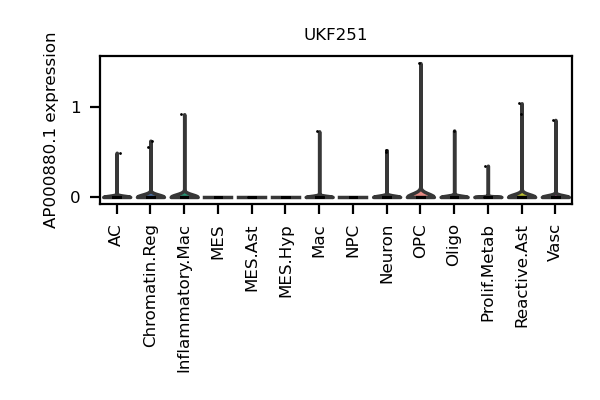 UKF251
AP000880.1 expression
1
0
AC
Chromatin.Reg
Inflammatory.Mac
MES
MES.Ast
MES.Hyp
Mac
NPC
Neuron
OPC
Oligo
Prolif.Metab
Reactive.Ast
Vasc